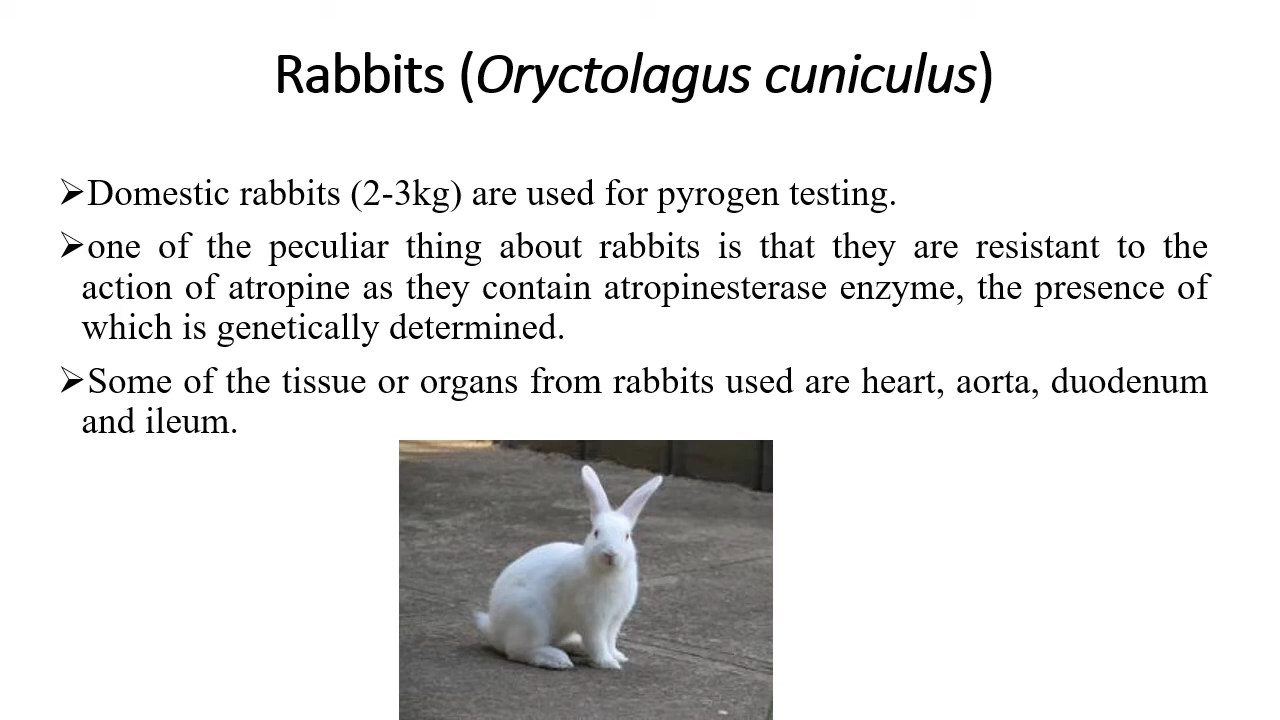 Rabbits (Oryctolagus cuniculus)
➢Domestic rabbits (2-3kg) are used for pyrogen testing.
➢one of the peculiar thing about rabbits is that they are resistant to the
action of atropine as they contain atropinesterase enzyme, the presence of
which is genetically determined.
➢Some of the tissue or organs from rabbits used are heart, aorta, duodenum
and ileum.